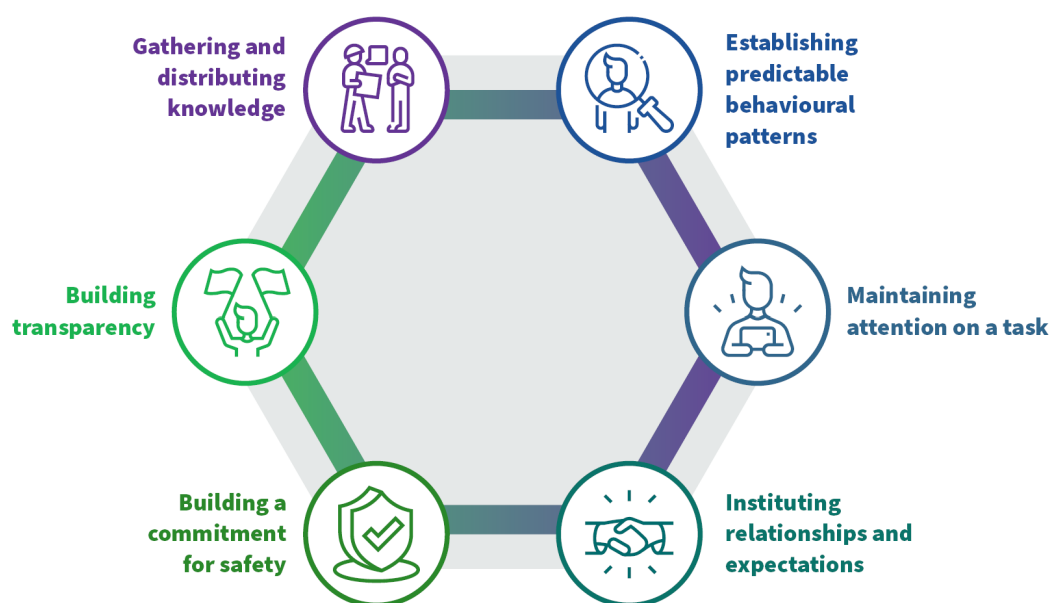 Gathering and
distributing
knowledge
Establishing
predictable
behavioural
patterns
Building
transparency
Maintaining
attention on a task
Building a
commitment
for safety
Instituting
relationships and
expectations